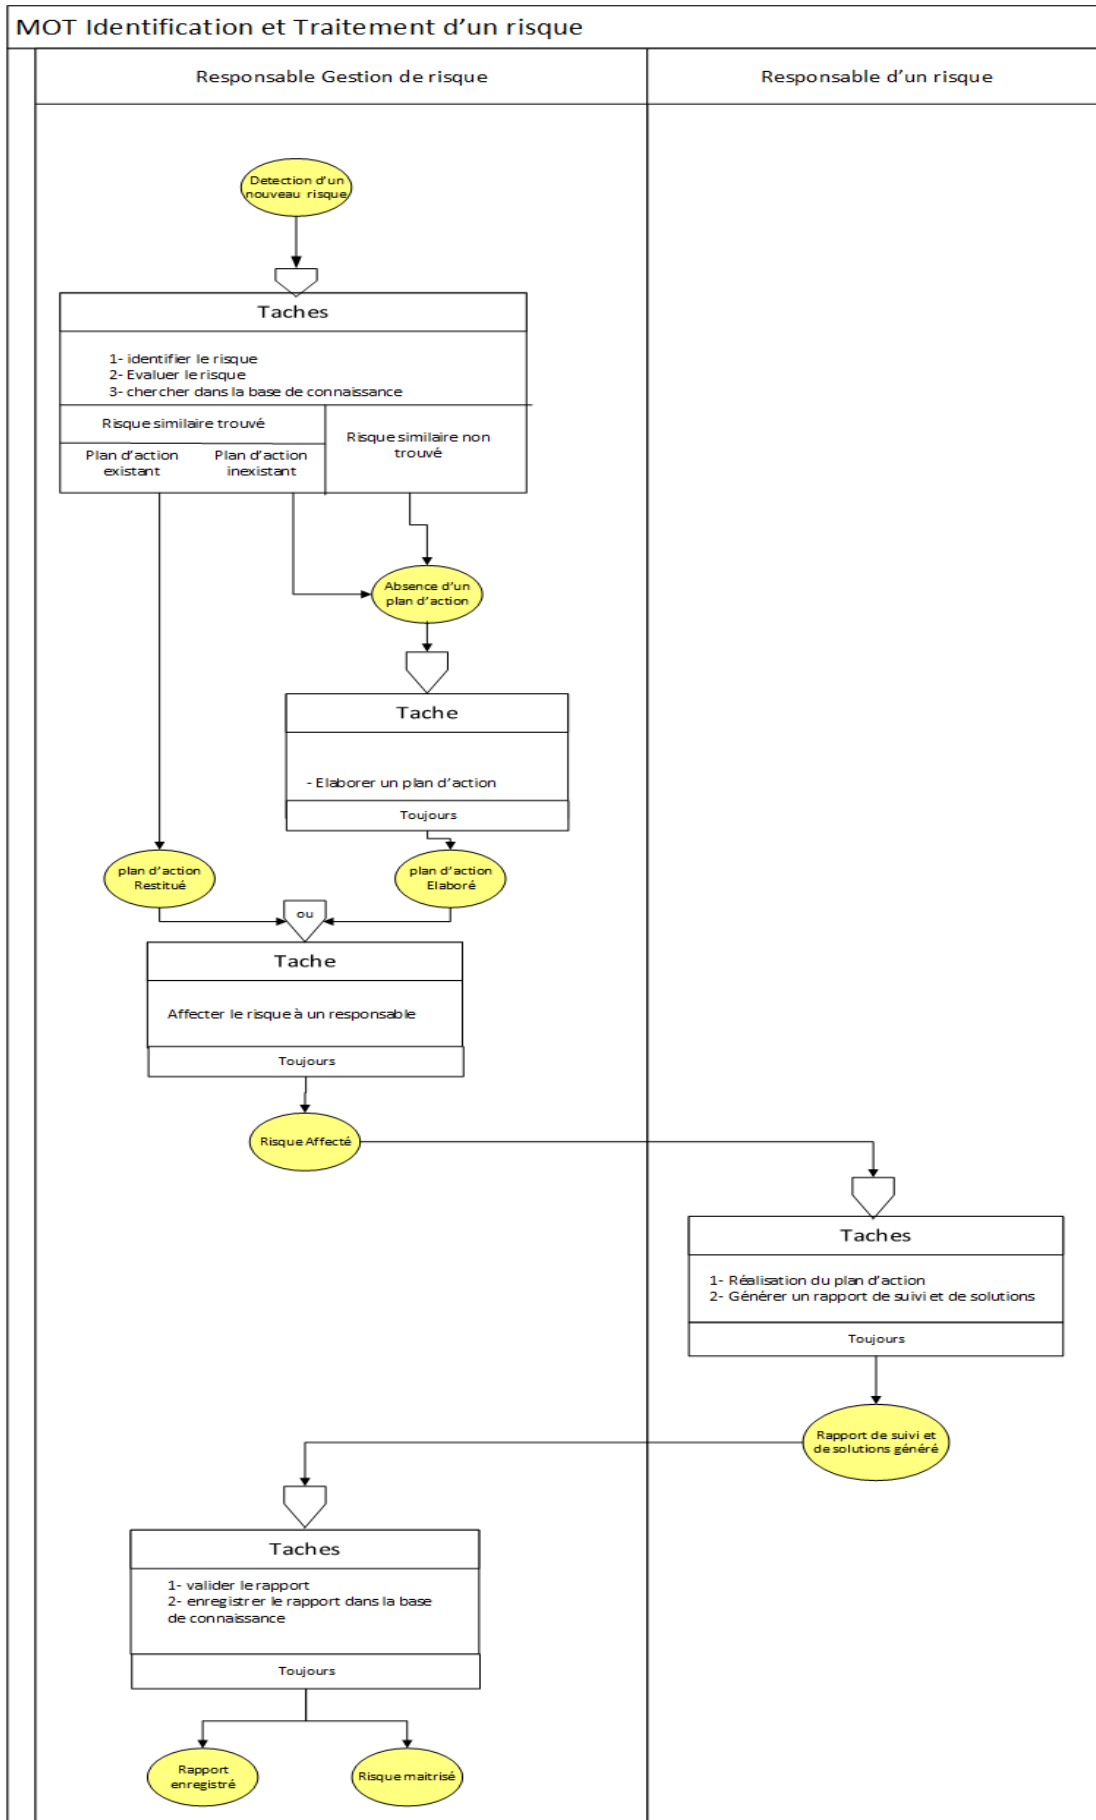 MOT Identification et Traitement d'un risque
Responsable Gestion de risque
Responsable d'un risque
Detection d'un
nouveau risque
Taches
1- identifier le risque
2- Evaluer le risque
3- chercher dans la base de connaissance
Risque similaire trouvé
Risque similaire non
trouvé
Plan d'action
existant
Plan d'action
inexistant
Absence d'un
plan d'action
Tache
- Elaborer un plan d'action
Toujours
plan d'action
Restitué
plan d'action
Elaboré
ou
Tache
Affecter le risque à un responsable
Toujours
Risque Affecté
Taches
1- Réalisation du plan d'action
2- Générer un rapport de suivi et de solutions
Toujours
Rapport de suivi et
de solutions généré
Taches
1- valider le rapport
2- enregistrer le rapport dans la base
de connaissance
Toujours
Rapport
enregistré
Risque maitrisé